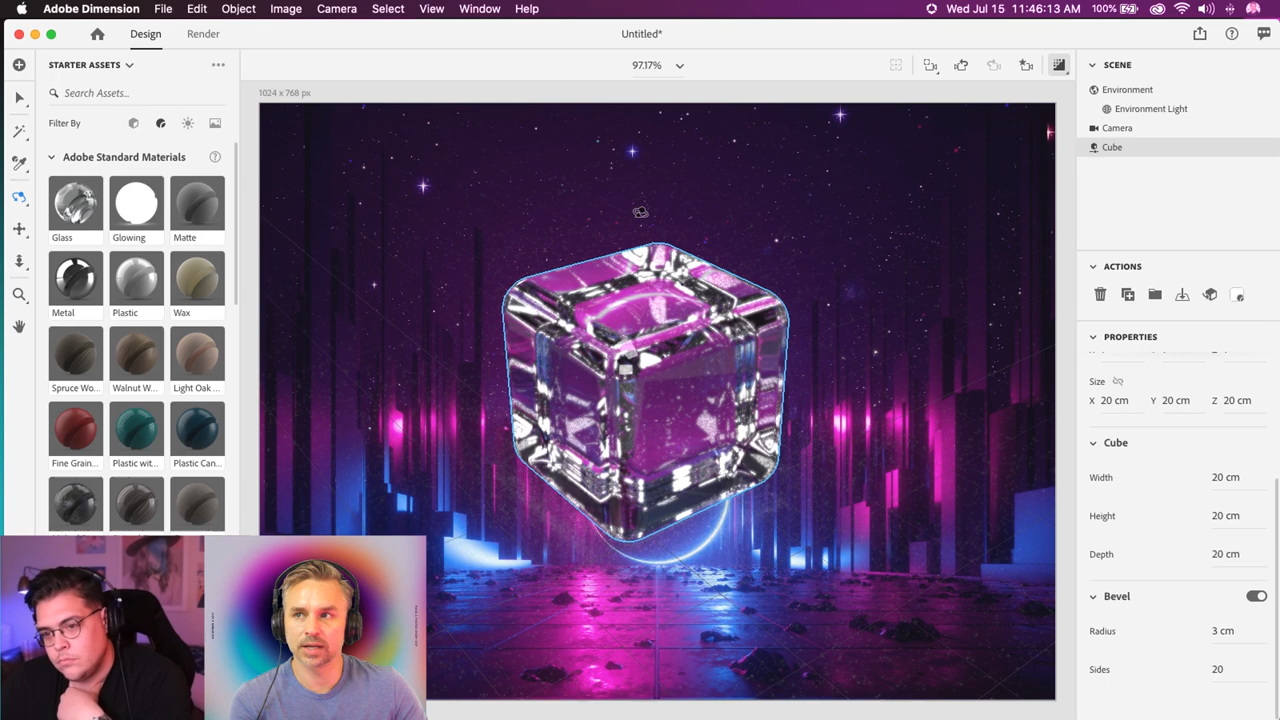 Adobe Dimension File Edit Object Image Camera Select View Window Help Wed Jul 15 11:46:13 AM 100%
Design Render Untitled*
STARTER ASSETS
Search Assets...
Filter By
Adobe Standard Materials
Glass Glowing Matte
Metal Plastic Wax
Spruce Wo... Walnut W... Light Oak ...
Fine Grain... Plastic wit... Plastic Can...
97.17%
1024 x 768 px
SCENE
Environment
Environment Light
Camera
Cube
ACTIONS
PROPERTIES
Size
X 20 cm Y 20 cm Z 20 cm
Cube
Width 20 cm
Height 20 cm
Depth 20 cm
Bevel
Radius 3 cm
Sides 20